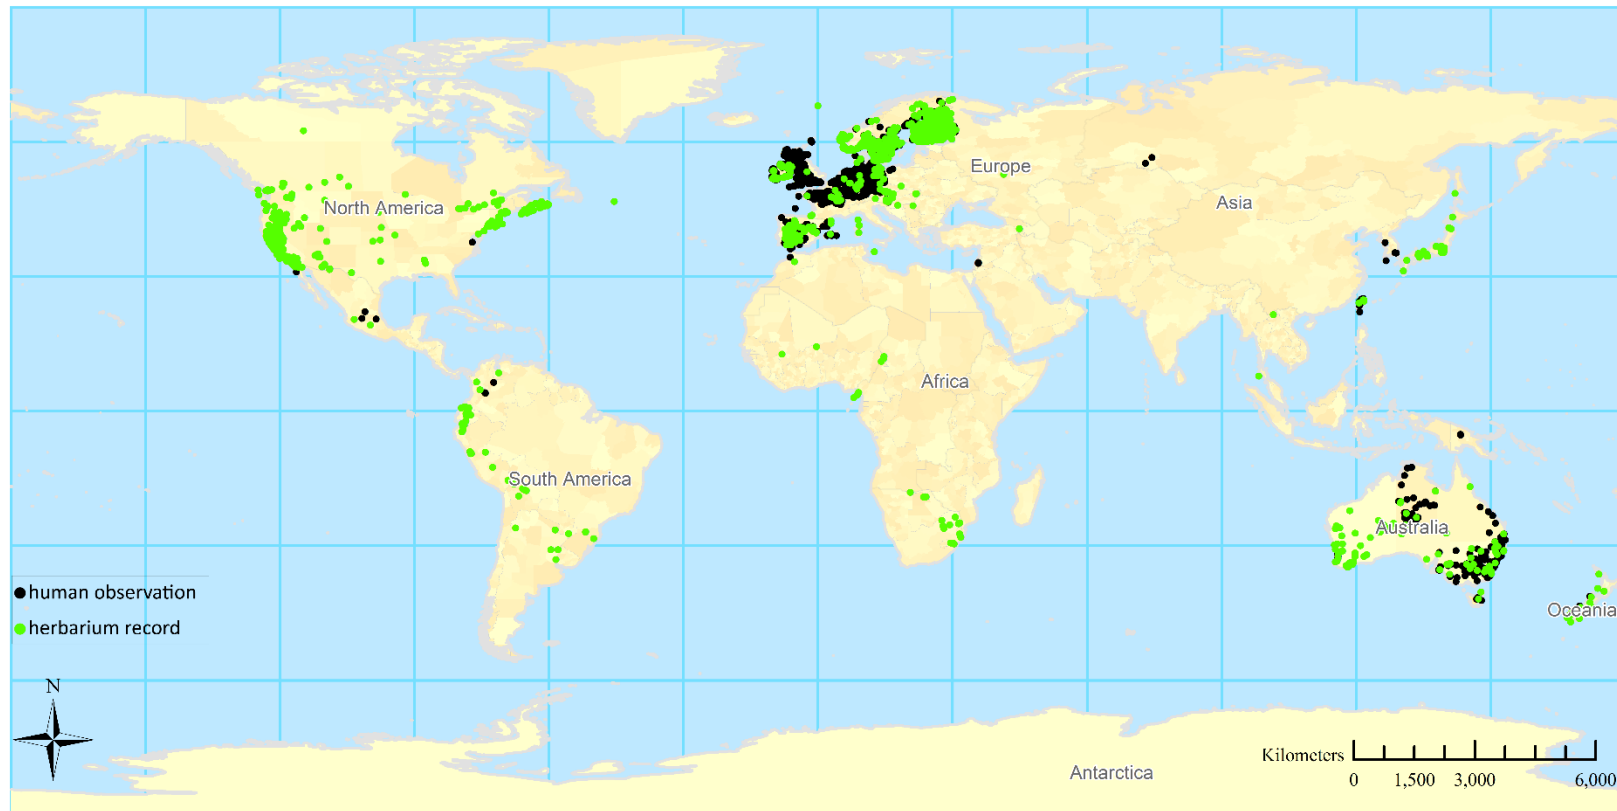 Europe
Asia
North America
Africa
South America
Australia
human observation
Oceania
herbarium record
N
Kilometers
0 1,500 3,000 6,000
Antarctica